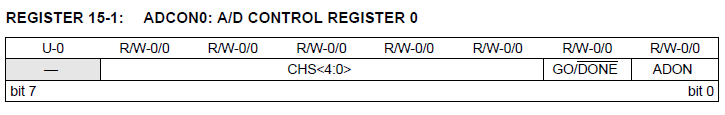 REGISTER 15-1: ADCON0: A/D CONTROL REGISTER 0
U-0 R/W-0/0 R/W-0/0 R/W-0/0 R/W-0/0 R/W-0/0 R/W-0/0 R/W-0/0
— CHS<4:0> GO/D̅O̅N̅E̅ ADON
bit 7 bit 0